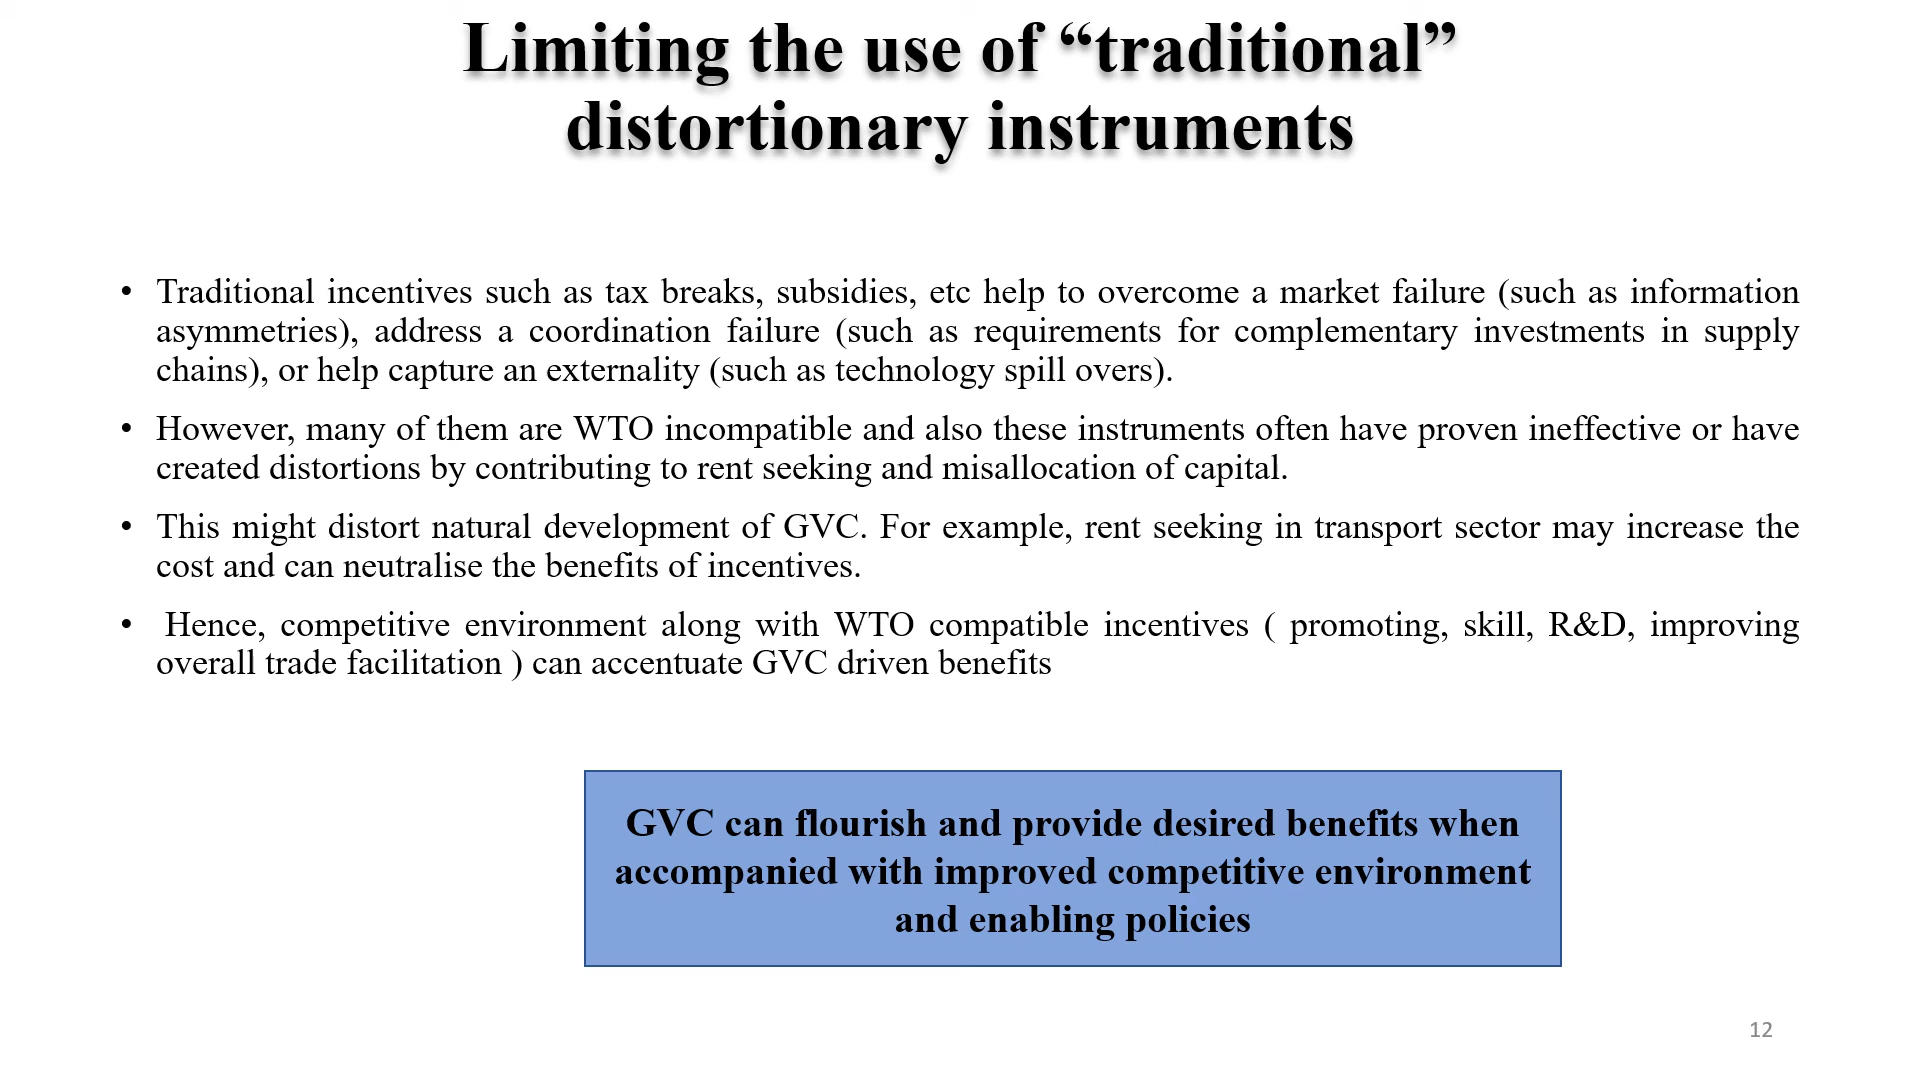 Limiting the use of “traditional”
distortionary instruments
• Traditional incentives such as tax breaks, subsidies, etc help to overcome a market failure (such as information
asymmetries), address a coordination failure (such as requirements for complementary investments in supply
chains), or help capture an externality (such as technology spill overs).
• However, many of them are WTO incompatible and also these instruments often have proven ineffective or have
created distortions by contributing to rent seeking and misallocation of capital.
• This might distort natural development of GVC. For example, rent seeking in transport sector may increase the
cost and can neutralise the benefits of incentives.
• Hence, competitive environment along with WTO compatible incentives ( promoting, skill, R&D, improving
overall trade facilitation ) can accentuate GVC driven benefits
GVC can flourish and provide desired benefits when
accompanied with improved competitive environment
and enabling policies
12